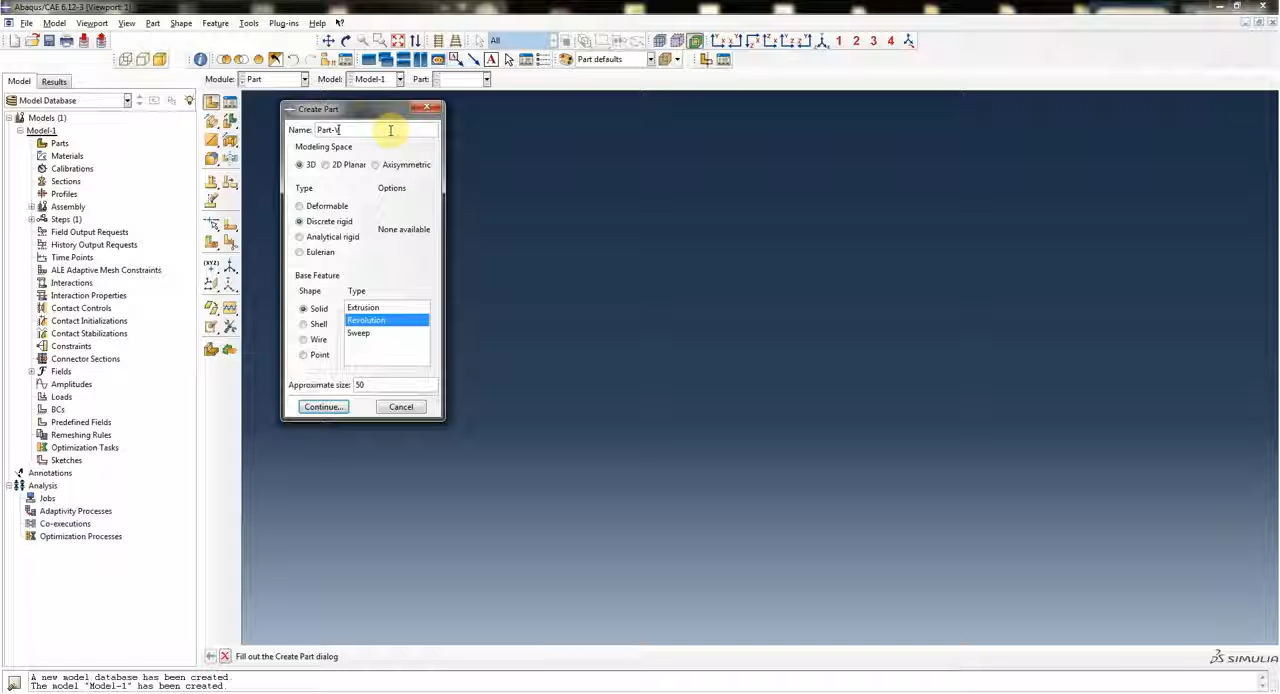 Abaqus/CAE 6.12-3 [Viewport: 1]
File Model Viewport View Part Shape Feature Tools Plug-ins Help
All
1 2 3 4
Part defaults
Model Results
Module: Part Model: Model-1 Part:
Model Database
Models (1)
Model-1
Parts
Materials
Calibrations
Sections
Profiles
Assembly
Steps (1)
Field Output Requests
History Output Requests
Time Points
ALE Adaptive Mesh Constraints
Interactions
Interaction Properties
Contact Controls
Contact Initializations
Contact Stabilizations
Constraints
Connector Sections
Fields
Amplitudes
Loads
BCs
Predefined Fields
Remeshing Rules
Optimization Tasks
Sketches
Annotations
Analysis
Jobs
Adaptivity Processes
Co-executions
Optimization Processes
Create Part
Name: Part-V
Modeling Space
3D 2D Planar Axisymmetric
Type Options
Deformable
Discrete rigid
Analytical rigid
Eulerian
None available
Base Feature
Shape Type
Solid
Shell
Wire
Point
Extrusion
Revolution
Sweep
Approximate size: 50
Continue... Cancel
Fill out the Create Part dialog
SIMULIA
A new model database has been created.
The model "Model-1" has been created.